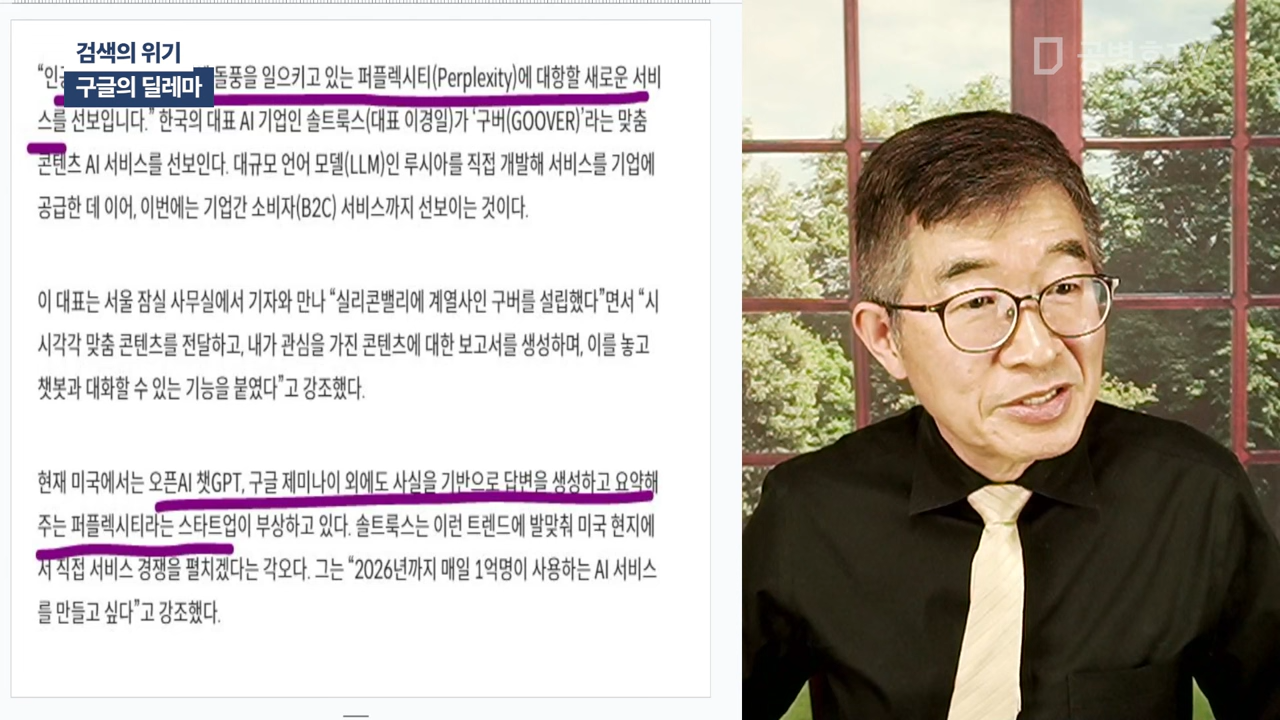 검색의 위기
구글의 딜레마
“인 돌풍을 일으키고 있는 퍼플렉시티(Perplexity)에 대항할 새로운 서비
스를 선보입니다.” 한국의 대표 AI 기업인 솔트룩스(대표 이경일)가 ‘구버(GOOVER)’라는 맞춤
콘텐츠 AI 서비스를 선보인다. 대규모 언어 모델(LLM)인 루시아를 직접 개발해 서비스를 기업에
공급한 데 이어, 이번에는 기업간 소비자(B2C) 서비스까지 선보이는 것이다.
이 대표는 서울 잠실 사무실에서 기자와 만나 “실리콘밸리에 계열사인 구버를 설립했다”면서 “시
시각각 맞춤 콘텐츠를 전달하고, 내가 관심을 가진 콘텐츠에 대한 보고서를 생성하며, 이를 놓고
챗봇과 대화할 수 있는 기능을 붙였다”고 강조했다.
현재 미국에서는 오픈AI 챗GPT, 구글 제미나이 외에도 사실을 기반으로 답변을 생성하고 요약해
주는 퍼플렉시티라는 스타트업이 부상하고 있다. 솔트룩스는 이런 트렌드에 발맞춰 미국 현지에
서 직접 서비스 경쟁을 펼치겠다는 각오다. 그는 “2026년까지 매일 1억명이 사용하는 AI 서비스
를 만들고 싶다”고 강조했다.